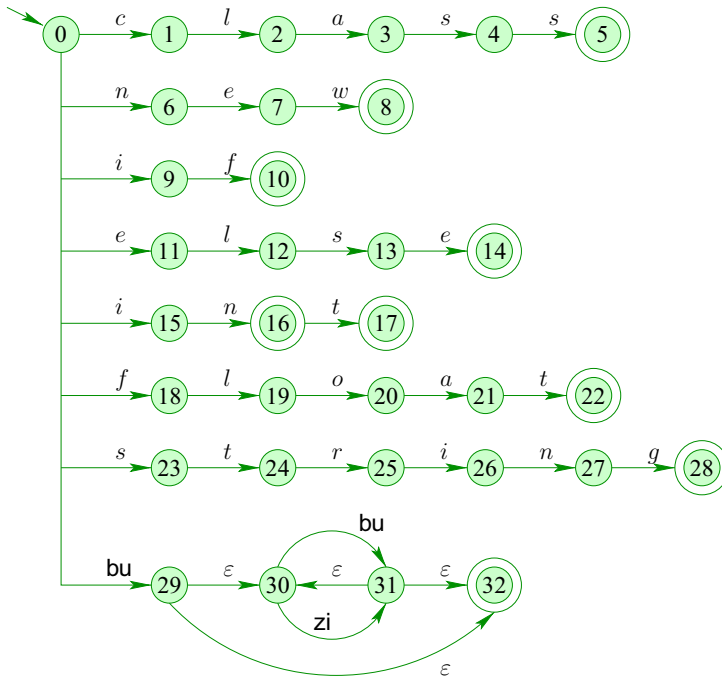 c l a s s
0 1 2 3 4 5
n e w
6 7 8
i f
9 10
e l s e
11 12 13 14
i n t
15 16 17
f l o a t
18 19 20 21 22
s t r i n g
23 24 25 26 27 28
bu
bu ε ε ε
29 30 31 32
zi
ε